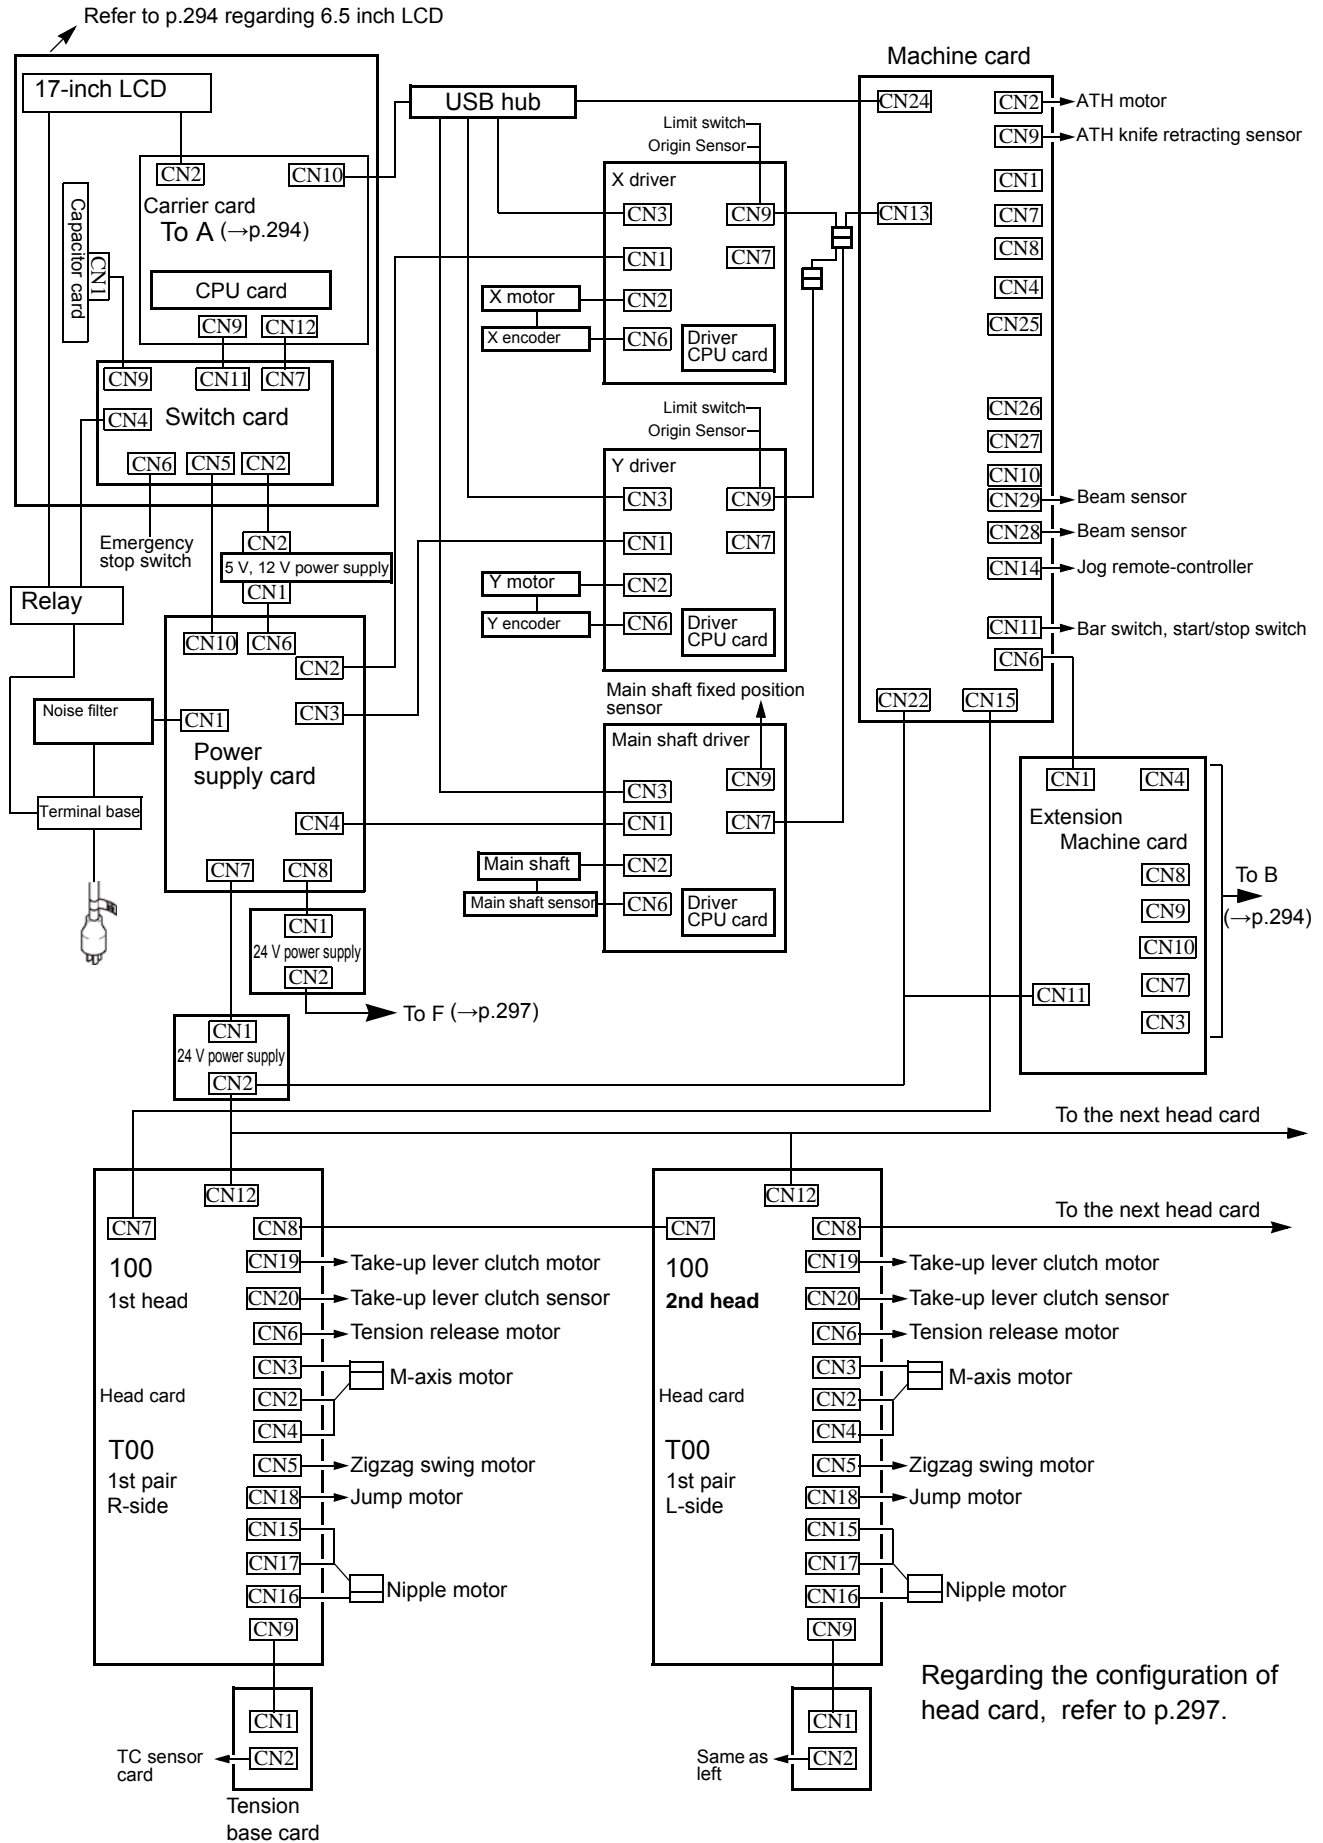 Refer to p.294 regarding 6.5 inch LCD
17-inch LCD
CN2
CN10
Carrier card
To A (→p.294)
CPU card
CN9
CN12
Capacitor card
CN1
CN9
CN11
CN7
CN4
Switch card
CN6
CN5
CN2
Emergency
stop switch
CN2
5 V, 12 V power supply
CN1
Relay
CN10
CN6
CN2
CN3
CN1
Power
supply card
CN4
CN7
CN8
Noise filter
Terminal base
CN1
24 V power supply
CN2
To F (→p.297)
CN1
24 V power supply
CN2
USB hub
Limit switch
Origin Sensor
X driver
CN3
CN9
CN1
CN7
CN2
CN6
Driver
CPU card
X motor
X encoder
Limit switch
Origin Sensor
Y driver
CN3
CN9
CN1
CN7
CN2
CN6
Driver
CPU card
Y motor
Y encoder
Main shaft fixed position
sensor
Main shaft driver
CN9
CN3
CN1
CN7
CN2
CN6
Driver
CPU card
Main shaft
Main shaft sensor
Machine card
CN24
CN13
CN2
ATH motor
CN9
ATH knife retracting sensor
CN1
CN7
CN8
CN4
CN25
CN26
CN27
CN10
CN29
Beam sensor
CN28
Beam sensor
CN14
Jog remote-controller
CN11
Bar switch, start/stop switch
CN6
CN22
CN15
CN1
CN4
Extension
Machine card
CN8
CN9
CN10
CN7
CN3
CN11
To B
(→p.294)
To the next head card
CN12
CN7
CN8
100
1st head
CN19
Take-up lever clutch motor
CN20
Take-up lever clutch sensor
CN6
Tension release motor
CN3
M-axis motor
Head card
CN2
CN4
T00
1st pair
R-side
CN5
Zigzag swing motor
CN18
Jump motor
CN15
CN17
CN16
Nipple motor
CN9
CN1
CN2
TC sensor
card
Tension
base card
CN12
CN7
CN8
To the next head card
100
2nd head
CN19
Take-up lever clutch motor
CN20
Take-up lever clutch sensor
CN6
Tension release motor
CN3
M-axis motor
Head card
CN2
CN4
T00
1st pair
L-side
CN5
Zigzag swing motor
CN18
Jump motor
CN15
CN17
CN16
Nipple motor
CN9
CN1
CN2
Same as
left
Regarding the configuration of
head card, refer to p.297.